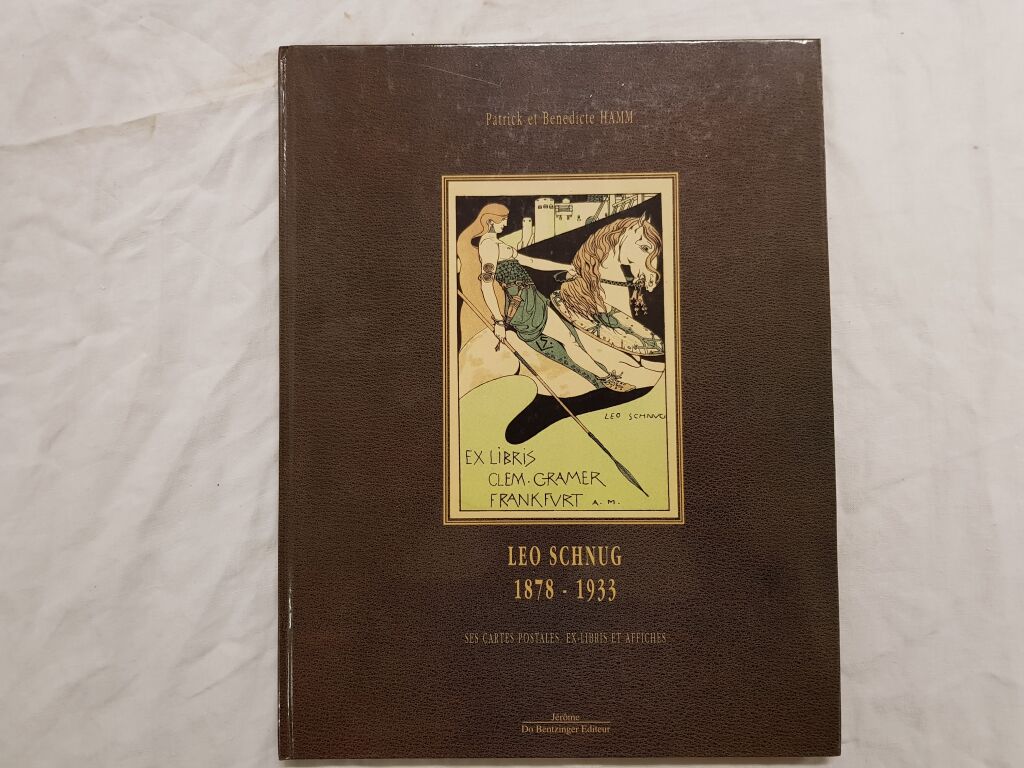 Patrick et Benedicte HAMM
LEO SCHNUG
EX LIBRIS
CLEM. GRAMER
FRANKFURT A. M.
LEO SCHNUG
1878 - 1933
SES CARTES POSTALES, EX-LIBRIS ET AFFICHES
Jérôme
Do Bentzinger Editeur